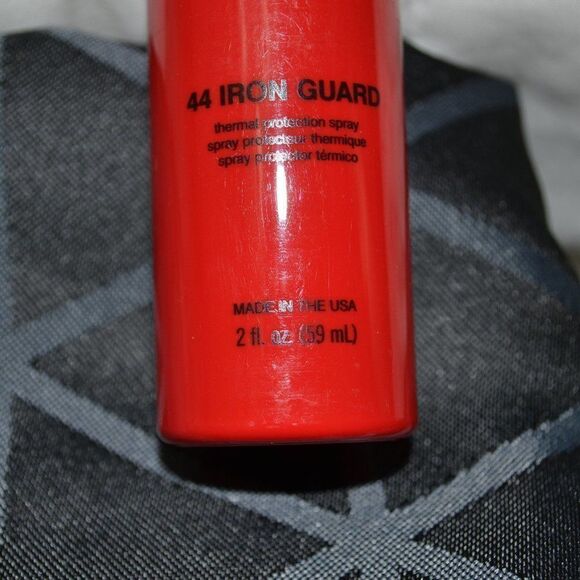 44 IRON GUARD
thermal protection spray
spray protecteur thermique
spray protector térmico
MADE IN THE USA
2 fl. oz. (59 mL)